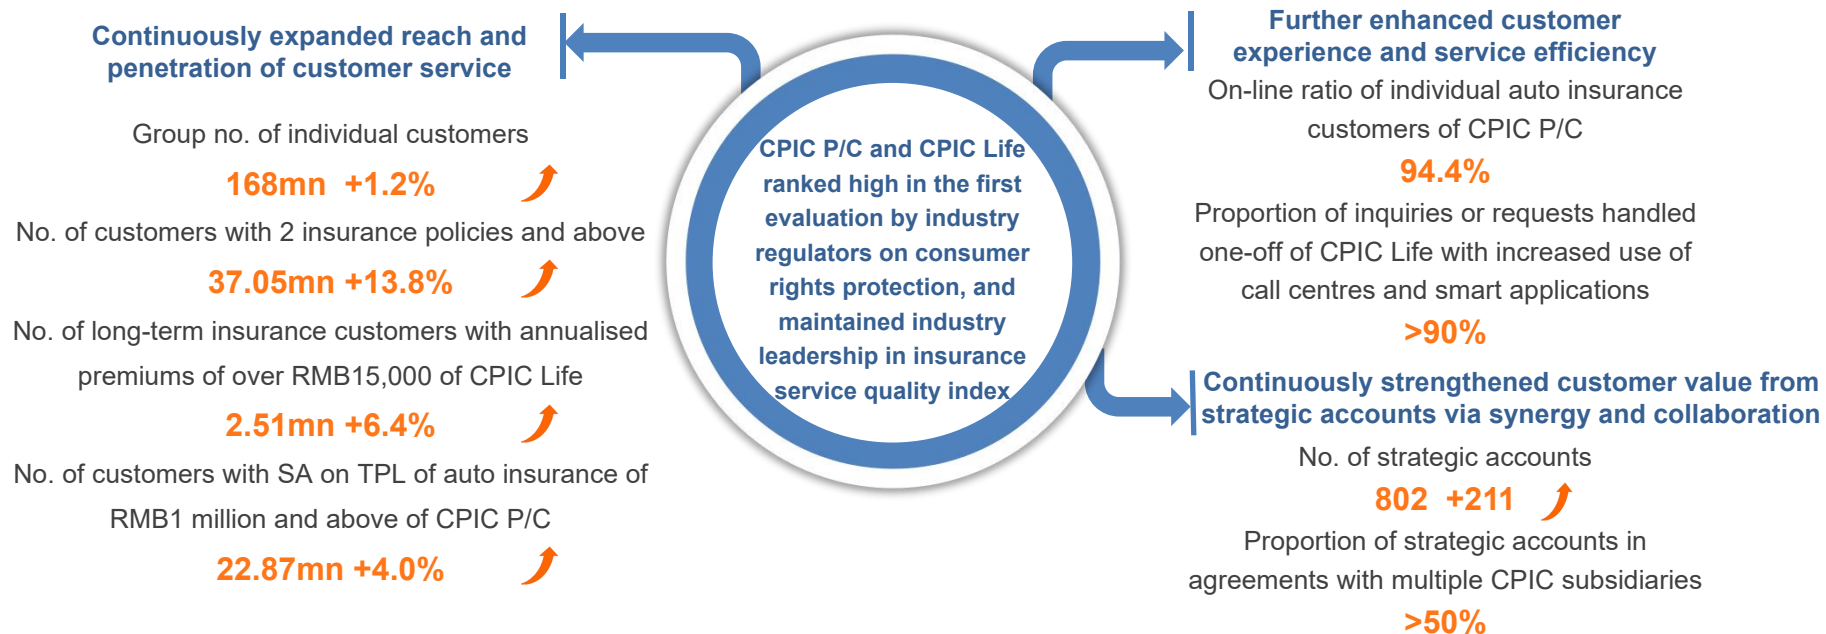 Continuously expanded reach and
penetration of customer service
Group no. of individual customers
168mn +1.2%
No. of customers with 2 insurance policies and above
37.05mn +13.8%
No. of long-term insurance customers with annualised
premiums of over RMB15,000 of CPIC Life
2.51mn +6.4%
No. of customers with SA on TPL of auto insurance of
RMB1 million and above of CPIC P/C
22.87mn +4.0%
CPIC P/C and CPIC Life
ranked high in the first
evaluation by industry
regulators on consumer
rights protection, and
maintained industry
leadership in insurance
service quality index
Further enhanced customer
experience and service efficiency
On-line ratio of individual auto insurance
customers of CPIC P/C
94.4%
Proportion of inquiries or requests handled
one-off of CPIC Life with increased use of
call centres and smart applications
>90%
Continuously strengthened customer value from
strategic accounts via synergy and collaboration
No. of strategic accounts
802 +211
Proportion of strategic accounts in
agreements with multiple CPIC subsidiaries
>50%